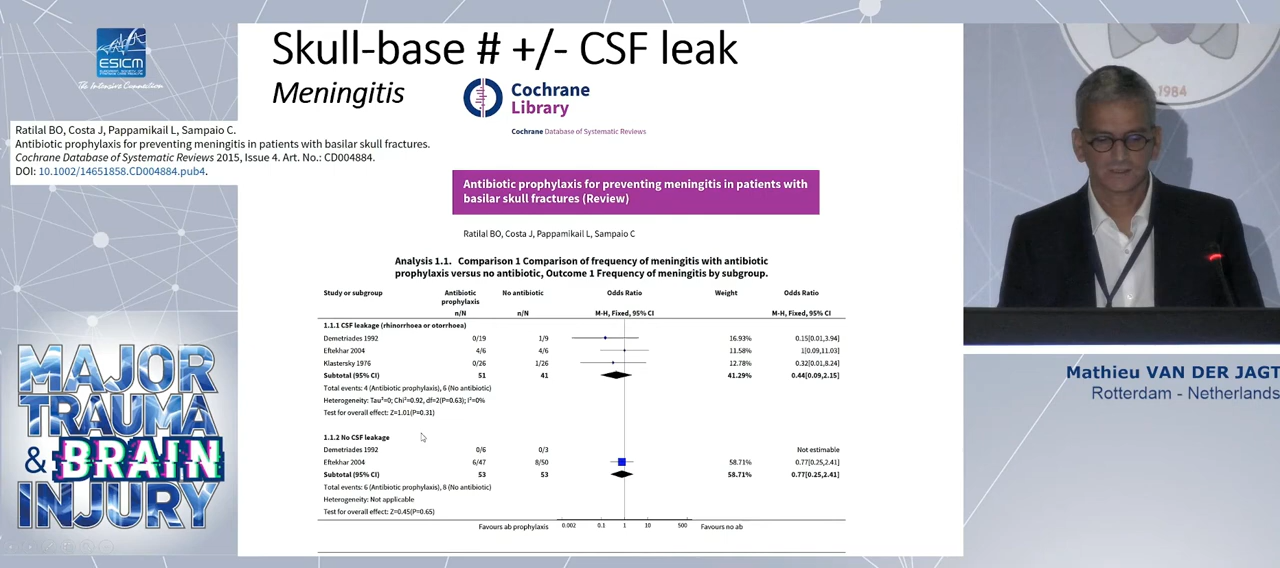 Skull-base # +/- CSF leak
Meningitis
ESICM
The Intensive Connection
Cochrane
Library
Cochrane Database of Systematic Reviews
Ratilal BO, Costa J, Pappamikail L, Sampaio C.
Antibiotic prophylaxis for preventing meningitis in patients with basilar skull fractures.
Cochrane Database of Systematic Reviews 2015, Issue 4. Art. No.: CD004884.
DOI: 10.1002/14651858.CD004884.pub4.
Antibiotic prophylaxis for preventing meningitis in patients with
basilar skull fractures (Review)
Ratilal BO, Costa J, Pappamikail L, Sampaio C
Analysis 1.1. Comparison 1 Comparison of frequency of meningitis with antibiotic
prophylaxis versus no antibiotic, Outcome 1 Frequency of meningitis by subgroup.
Study or subgroup Antibiotic prophylaxis No antibiotic Odds Ratio Weight Odds Ratio
n/N n/N M-H, Fixed, 95% CI M-H, Fixed, 95% CI
1.1.1 CSF leakage (rhinorrhoea or otorrhoea)
Demetriades 1992 0/19 1/9 16.93% 0.15[0.01,3.94]
Eftekhar 2004 4/6 4/6 11.58% 1[0.09,11.03]
Klastersky 1976 0/26 1/26 12.78% 0.32[0.01,8.24]
Subtotal (95% CI) 51 41 41.29% 0.44[0.09,2.15]
Total events: 4 (Antibiotic prophylaxis), 6 (No antibiotic)
Heterogeneity: Tau²=0; Chi²=0.92, df=2(P=0.63); I²=0%
Test for overall effect: Z=1.01(P=0.31)
1.1.2 No CSF leakage
Demetriades 1992 0/6 0/3 Not estimable
Eftekhar 2004 6/47 8/50 58.71% 0.77[0.25,2.41]
Subtotal (95% CI) 53 53 58.71% 0.77[0.25,2.41]
Total events: 6 (Antibiotic prophylaxis), 8 (No antibiotic)
Heterogeneity: Not applicable
Test for overall effect: Z=0.45(P=0.65)
Favours ab prophylaxis 0.002 0.1 1 10 500 Favours no ab
MAJOR
TRAUMA
& BRAIN
INJURY
1984
Mathieu VAN DER JAGT
Rotterdam - Netherlands